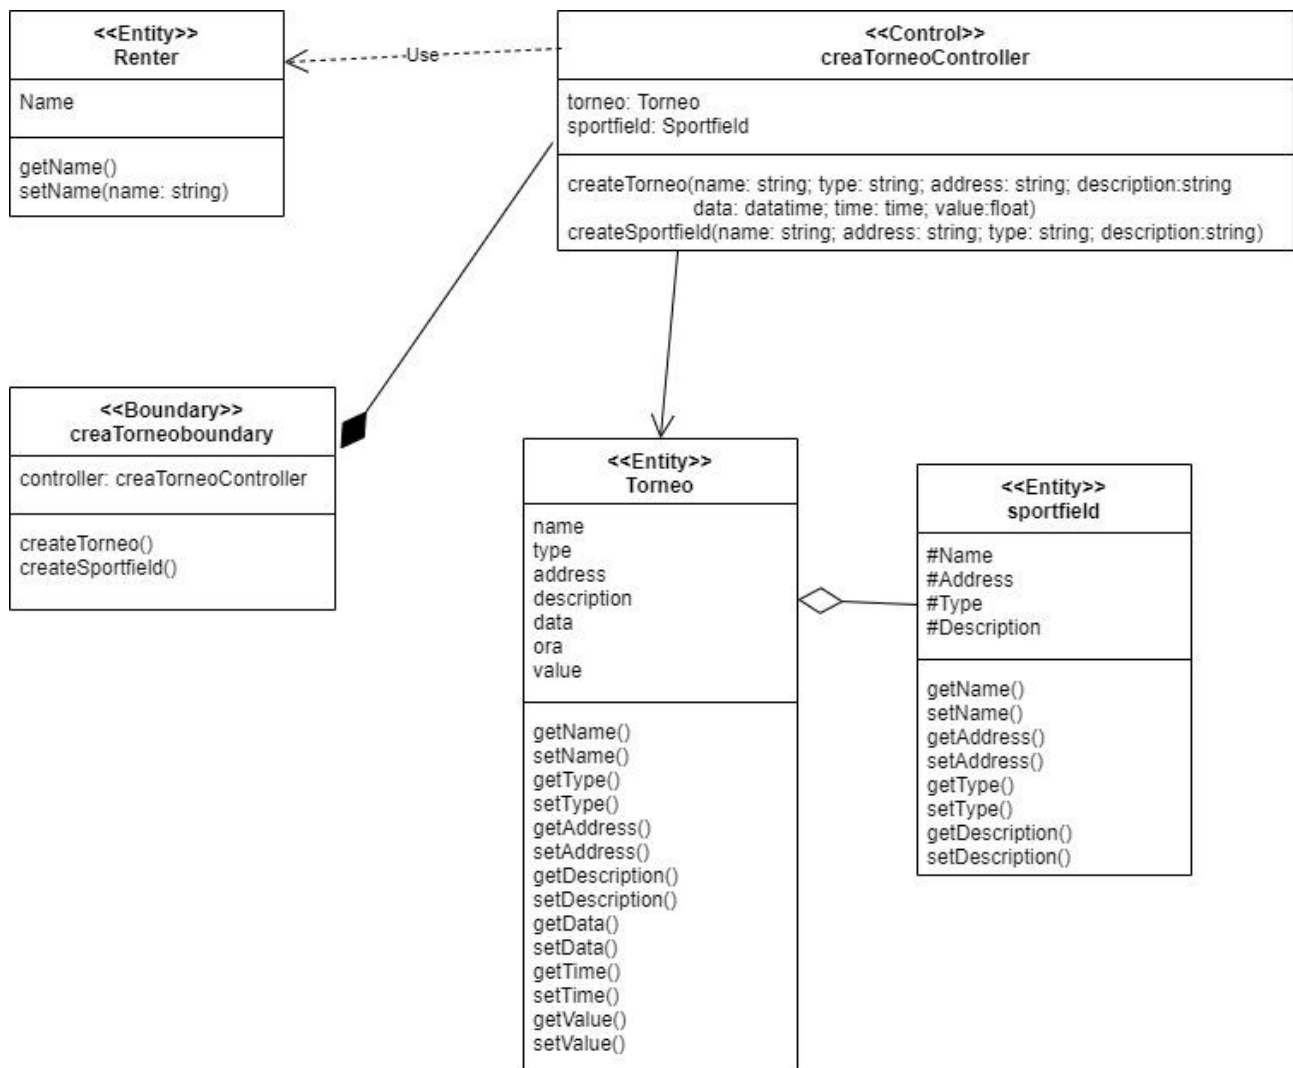 <<Entity>>
Renter
Name
getName()
setName(name: string)
Use
<<Control>>
creaTorneoController
torneo: Torneo
sportfield: Sportfield
createTorneo(name: string; type: string; address: string; description:string
data: datatime; time: time; value:float)
createSportfield(name: string; address: string; type: string; description:string)
<<Boundary>>
creaTorneoboundary
controller: creaTorneoController
createTorneo()
createSportfield()
<<Entity>>
Torneo
name
type
address
description
data
ora
value
getName()
setName()
getType()
setType()
getAddress()
setAddress()
getDescription()
setDescription()
getData()
setData()
getTime()
setTime()
getValue()
setValue()
<<Entity>>
sportfield
#Name
#Address
#Type
#Description
getName()
setName()
getAddress()
setAddress()
getType()
setType()
getDescription()
setDescription()